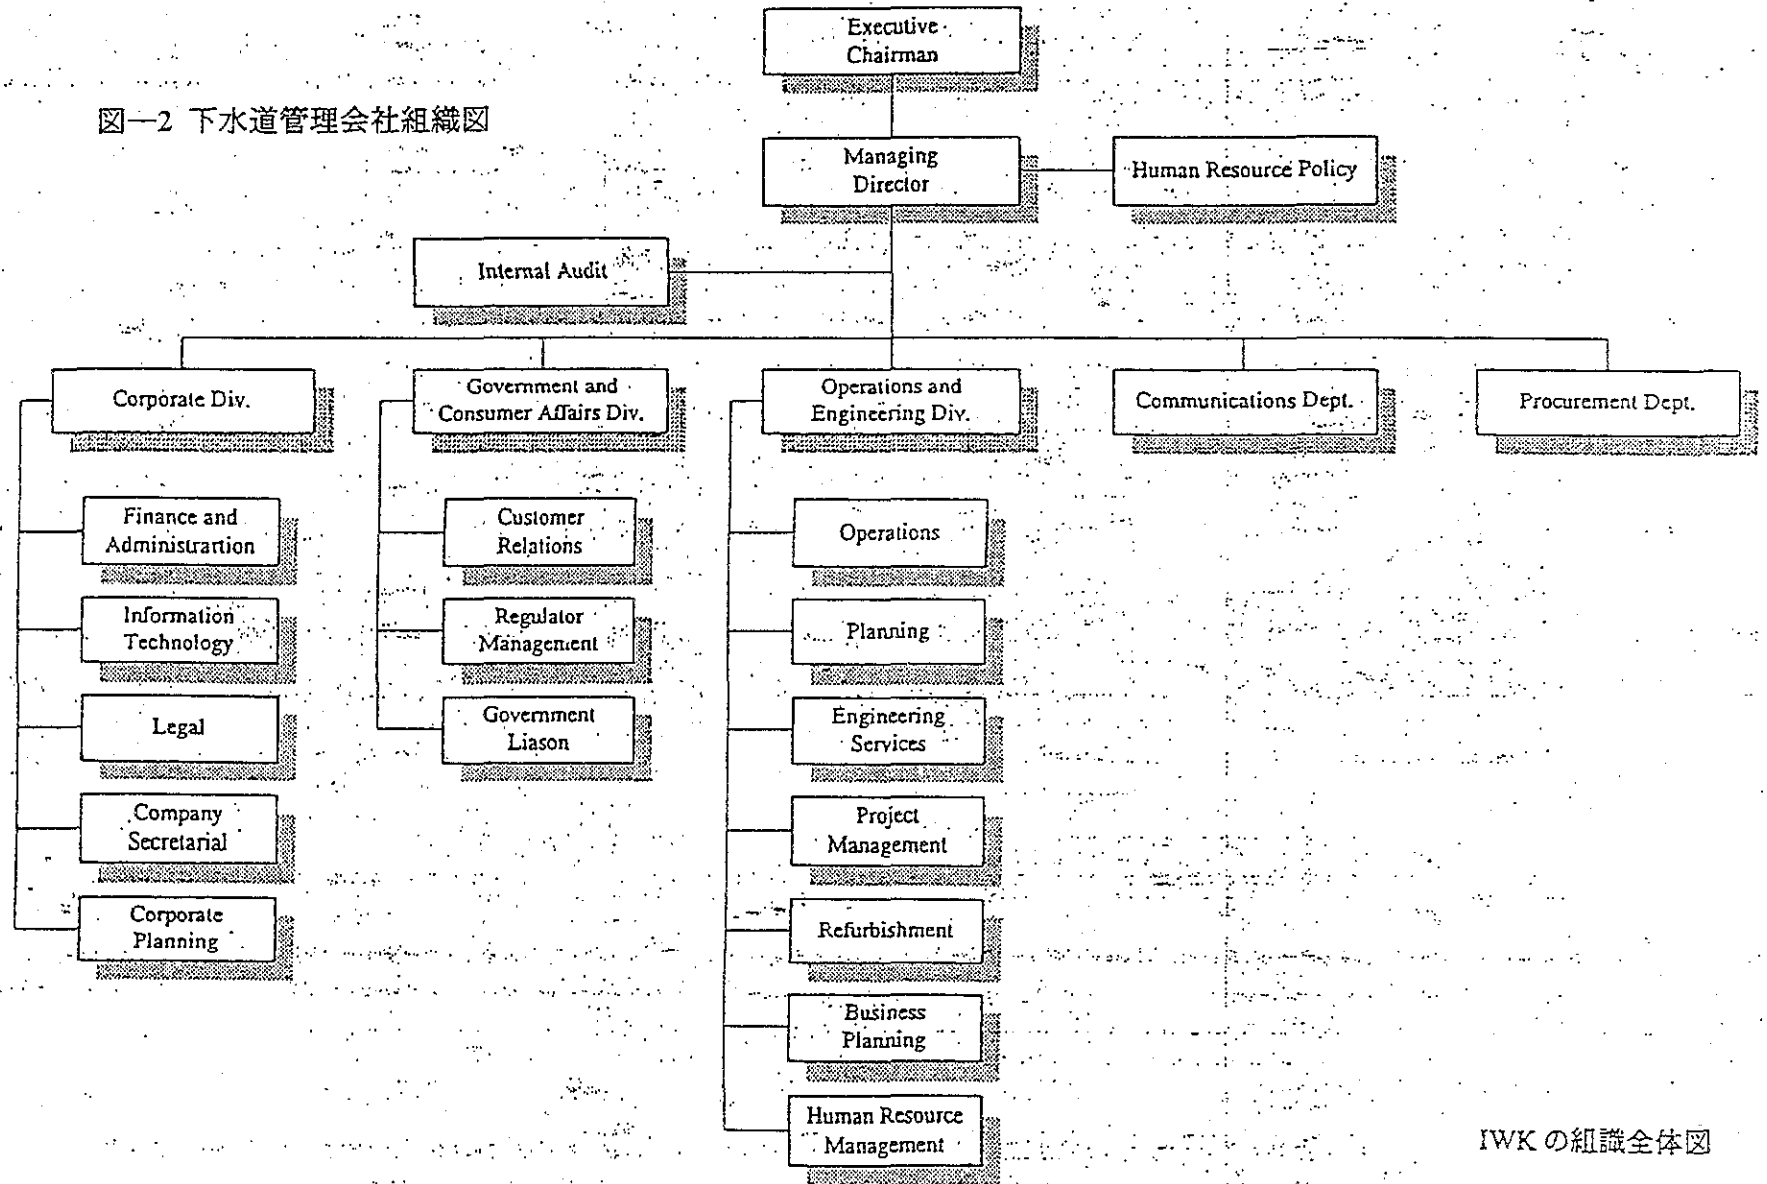 Executive
Chairman
図―2 下水道管理会社組織図
Managing
Director
Human Resource Policy
Internal Audit
Corporate Div.
Government and
Consumer Affairs Div.
Operations and
Engineering Div.
Communications Dept.
Procurement Dept.
Finance and
Administrartion
Information
Technology
Legal
Company
Secretarial
Corporate
Planning
Customer
Relations
Regulator
Management
Government
Liason
Operations
Planning
Engineering
Services
Project
Management
Refurbishment
Business
Planning
Human Resource
Management
IWKの組識全体図